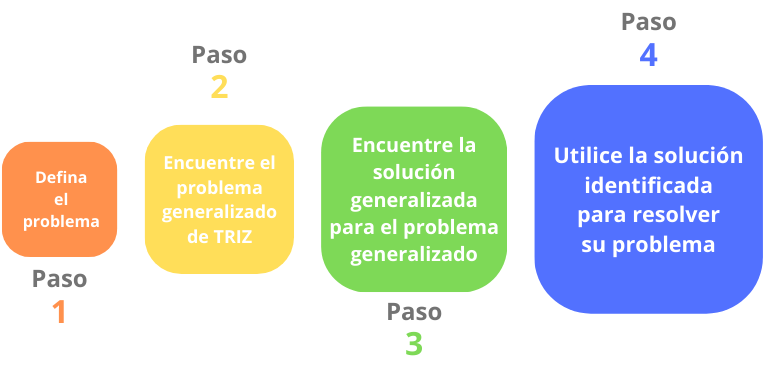 Defina
el
problema
Paso
1
Paso
2
Encuentre el
problema
generalizado
de TRIZ
Encuentre la
solución
generalizada
para el problema
generalizado
Paso
3
Paso
4
Utilice la solución
identificada
para resolver
su problema